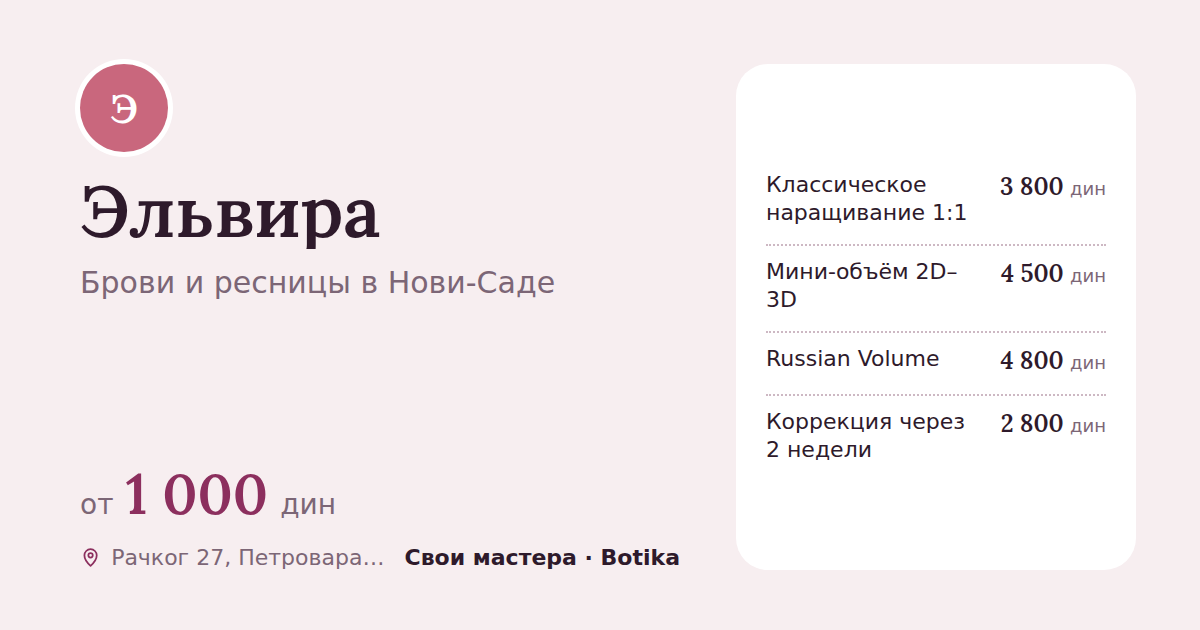 Э
Эльвира
Брови и ресницы в Нови-Саде
от 1 000 дин
Рачког 27, Петровара… Свои мастера · Botika
Классическое 3 800 дин
наращивание 1:1
Мини-объём 2D– 4 500 дин
3D
Russian Volume 4 800 дин
Коррекция через 2 800 дин
2 недели